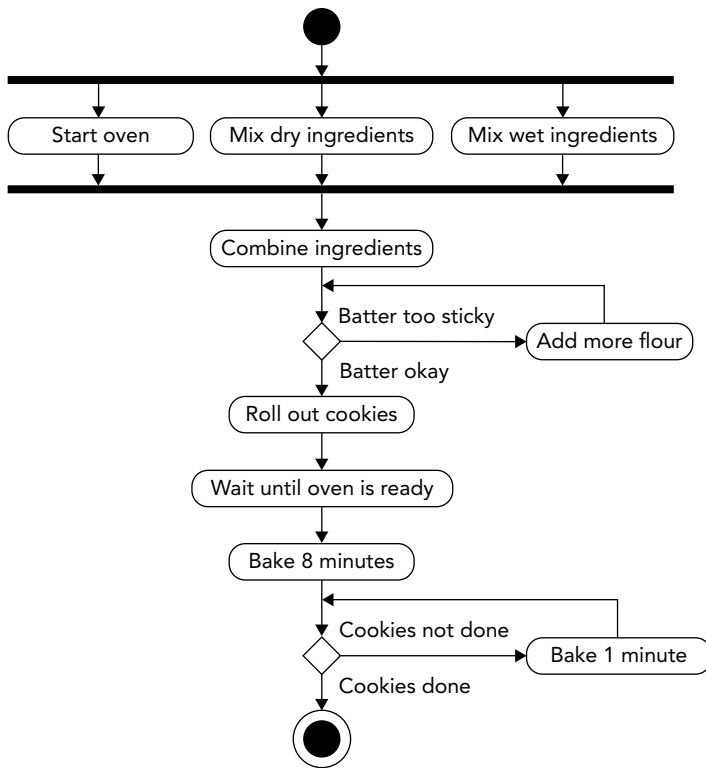 Start oven
Mix dry ingredients
Mix wet ingredients
Combine ingredients
Batter too sticky
Add more flour
Batter okay
Roll out cookies
Wait until oven is ready
Bake 8 minutes
Cookies not done
Bake 1 minute
Cookies done